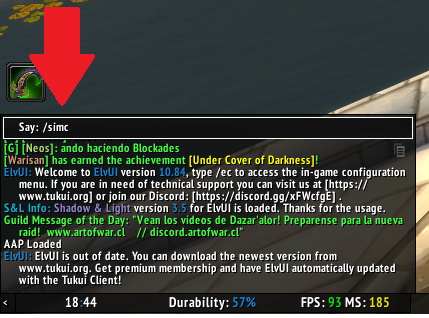 Say: /simc
[G] [Neos]: ando haciendo Blockades
[Warisan] has earned the achievement [Under Cover of Darkness]!
ElvUI: Welcome to ElvUI version 10.84, type /ec to access the in-game configuration
menu. If you are in need of technical support you can visit us at [https://
www.tukui.org] or join our Discord: [https://discord.gg/xFWcfgE] .
S&L Info: Shadow & Light version 3.5 for ElvUI is loaded. Thanks for the usage.
Guild Message of the Day: "Vean los videos de Dazar'alor! Preparense para la nueva
raid! www.artofwar.cl // discord.artofwar.cl"
AAP Loaded
ElvUI: ElvUI is out of date. You can download the newest version from
www.tukui.org. Get premium membership and have ElvUI automatically updated
with the Tukui Client!
< 18:44 Durability: 57% FPS: 93 MS: 185